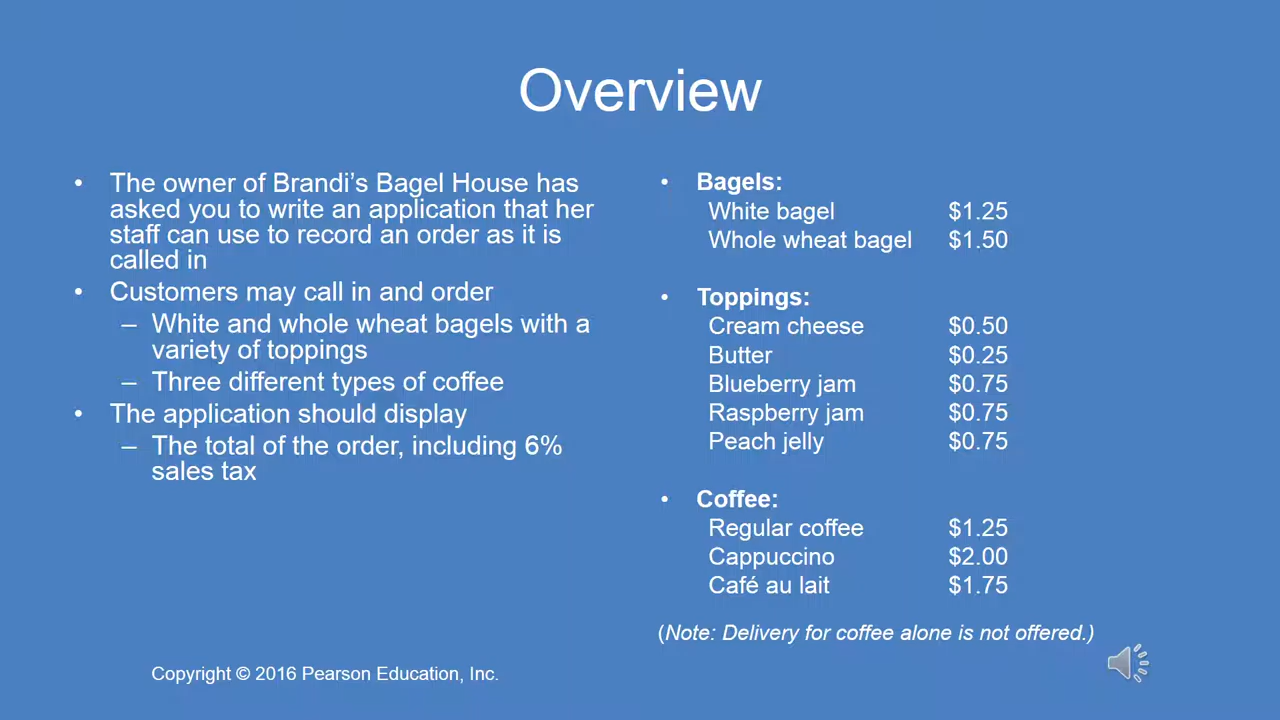 Overview
• The owner of Brandi’s Bagel House has
asked you to write an application that her
staff can use to record an order as it is
called in
• Customers may call in and order
– White and whole wheat bagels with a
variety of toppings
– Three different types of coffee
• The application should display
– The total of the order, including 6%
sales tax
• Bagels:
White bagel $1.25
Whole wheat bagel $1.50
• Toppings:
Cream cheese $0.50
Butter $0.25
Blueberry jam $0.75
Raspberry jam $0.75
Peach jelly $0.75
• Coffee:
Regular coffee $1.25
Cappuccino $2.00
Café au lait $1.75
(Note: Delivery for coffee alone is not offered.)
Copyright © 2016 Pearson Education, Inc.